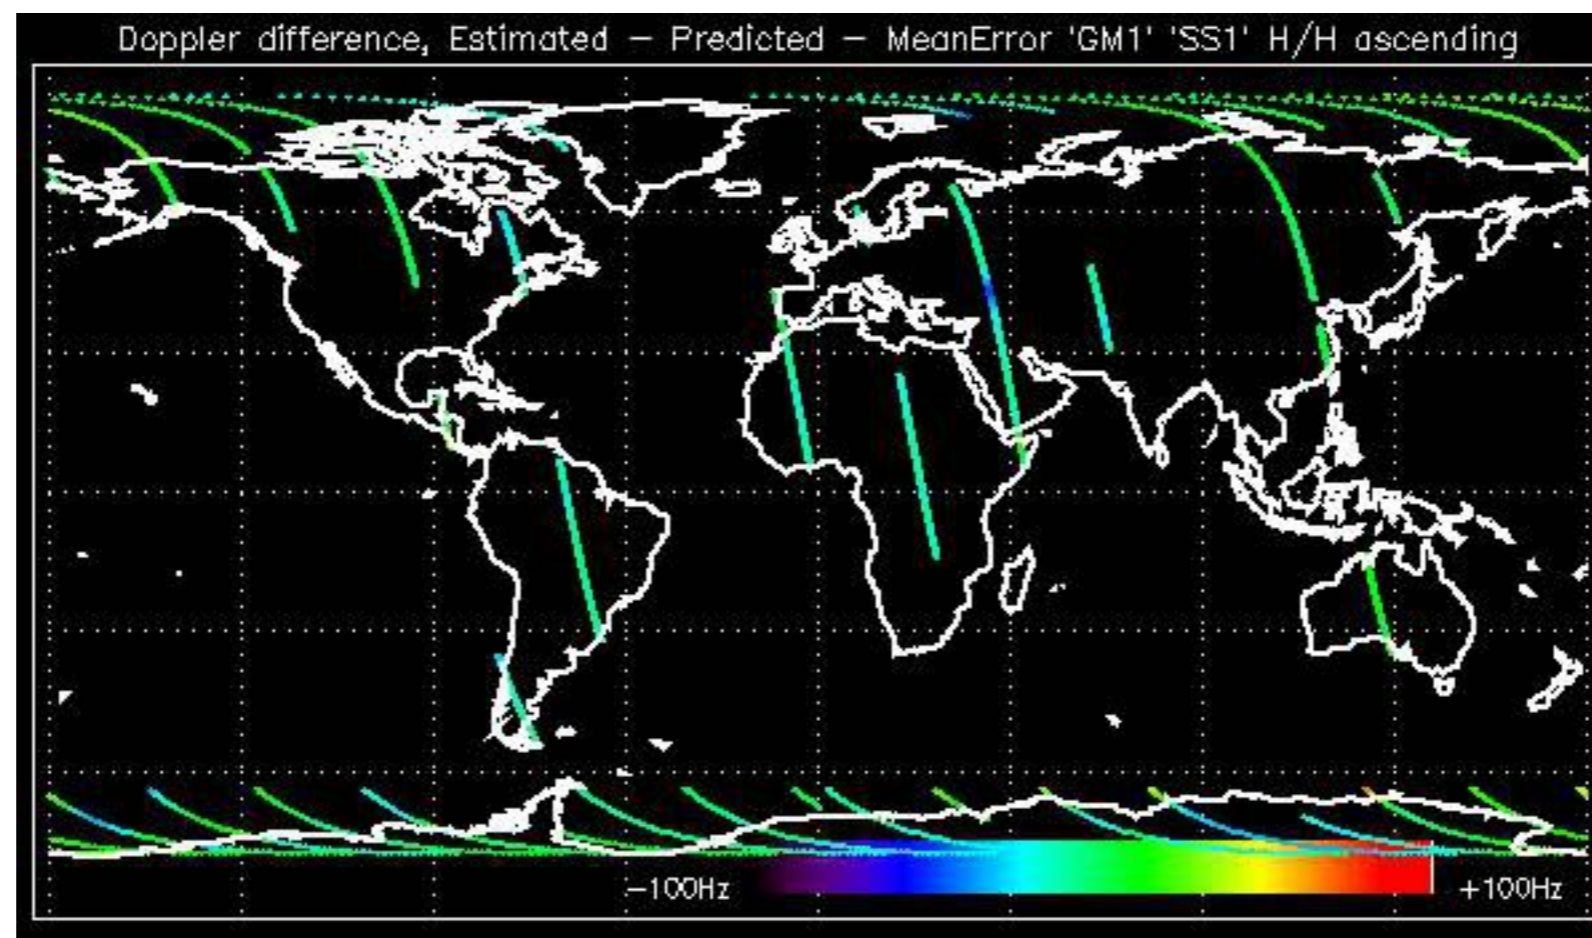 Doppler difference, Estimated – Predicted – MeanError 'GM1' 'SS1' H/H ascending
-100Hz
+100Hz